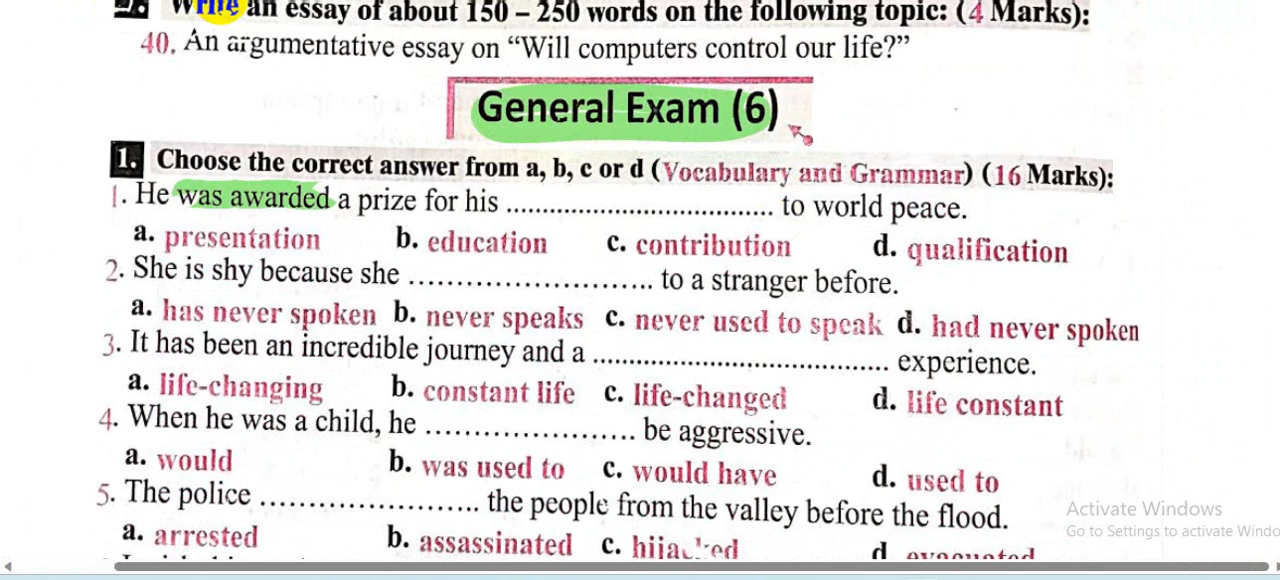 Write an essay of about 150 – 250 words on the following topic: (4 Marks):
40. An argumentative essay on “Will computers control our life?”
General Exam (6)
1. Choose the correct answer from a, b, c or d (Vocabulary and Grammar) (16 Marks):
1. He was awarded a prize for his .................................. to world peace.
a. presentation b. education c. contribution d. qualification
2. She is shy because she .......................... to a stranger before.
a. has never spoken b. never speaks c. never used to speak d. had never spoken
3. It has been an incredible journey and a ...................................... experience.
a. life-changing b. constant life c. life-changed d. life constant
4. When he was a child, he ...................... be aggressive.
a. would b. was used to c. would have d. used to
5. The police ....................... the people from the valley before the flood.
a. arrested b. assassinated c. hijacked d. evacuated
Activate Windows
Go to Settings to activate Windo